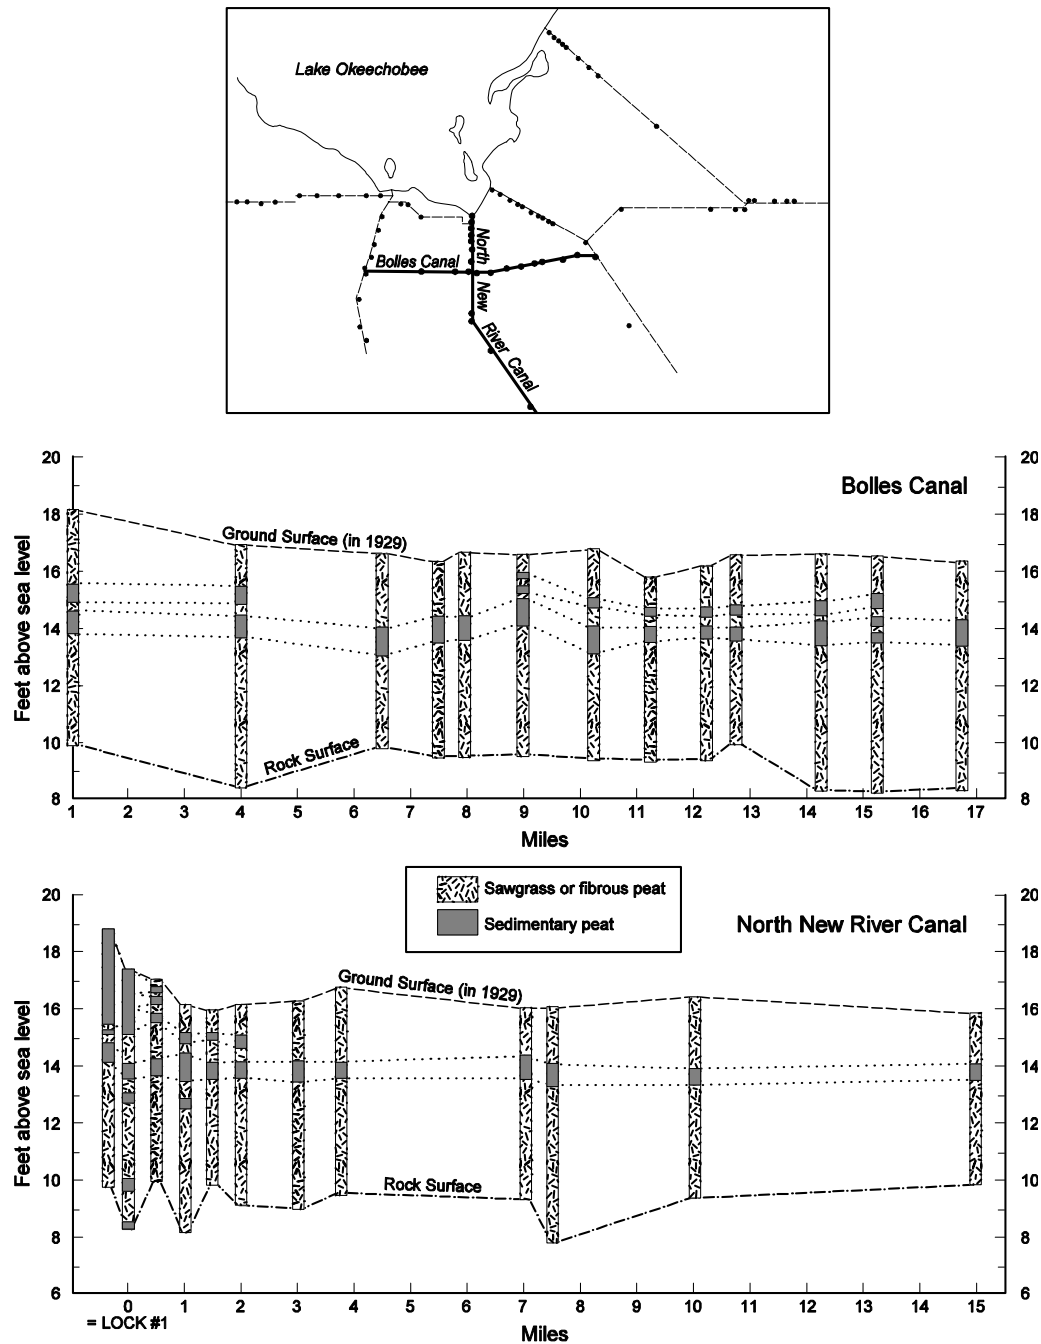 Lake Okeechobee
North
Bolles Canal
New
River Canal
20 20
Bolles Canal
18 18
Ground Surface (in 1929)
16 16
14 14
12 12
10 10
Rock Surface
8 8
Feet above sea level
1 2 3 4 5 6 7 8 9 10 11 12 13 14 15 16 17
Miles
Sawgrass or fibrous peat
Sedimentary peat
20 20
North New River Canal
18 18
Ground Surface (in 1929)
16 16
14 14
12 12
10 10
Rock Surface
8 8
6 6
Feet above sea level
0 1 2 3 4 5 6 7 8 9 10 11 12 13 14 15
= LOCK #1
Miles